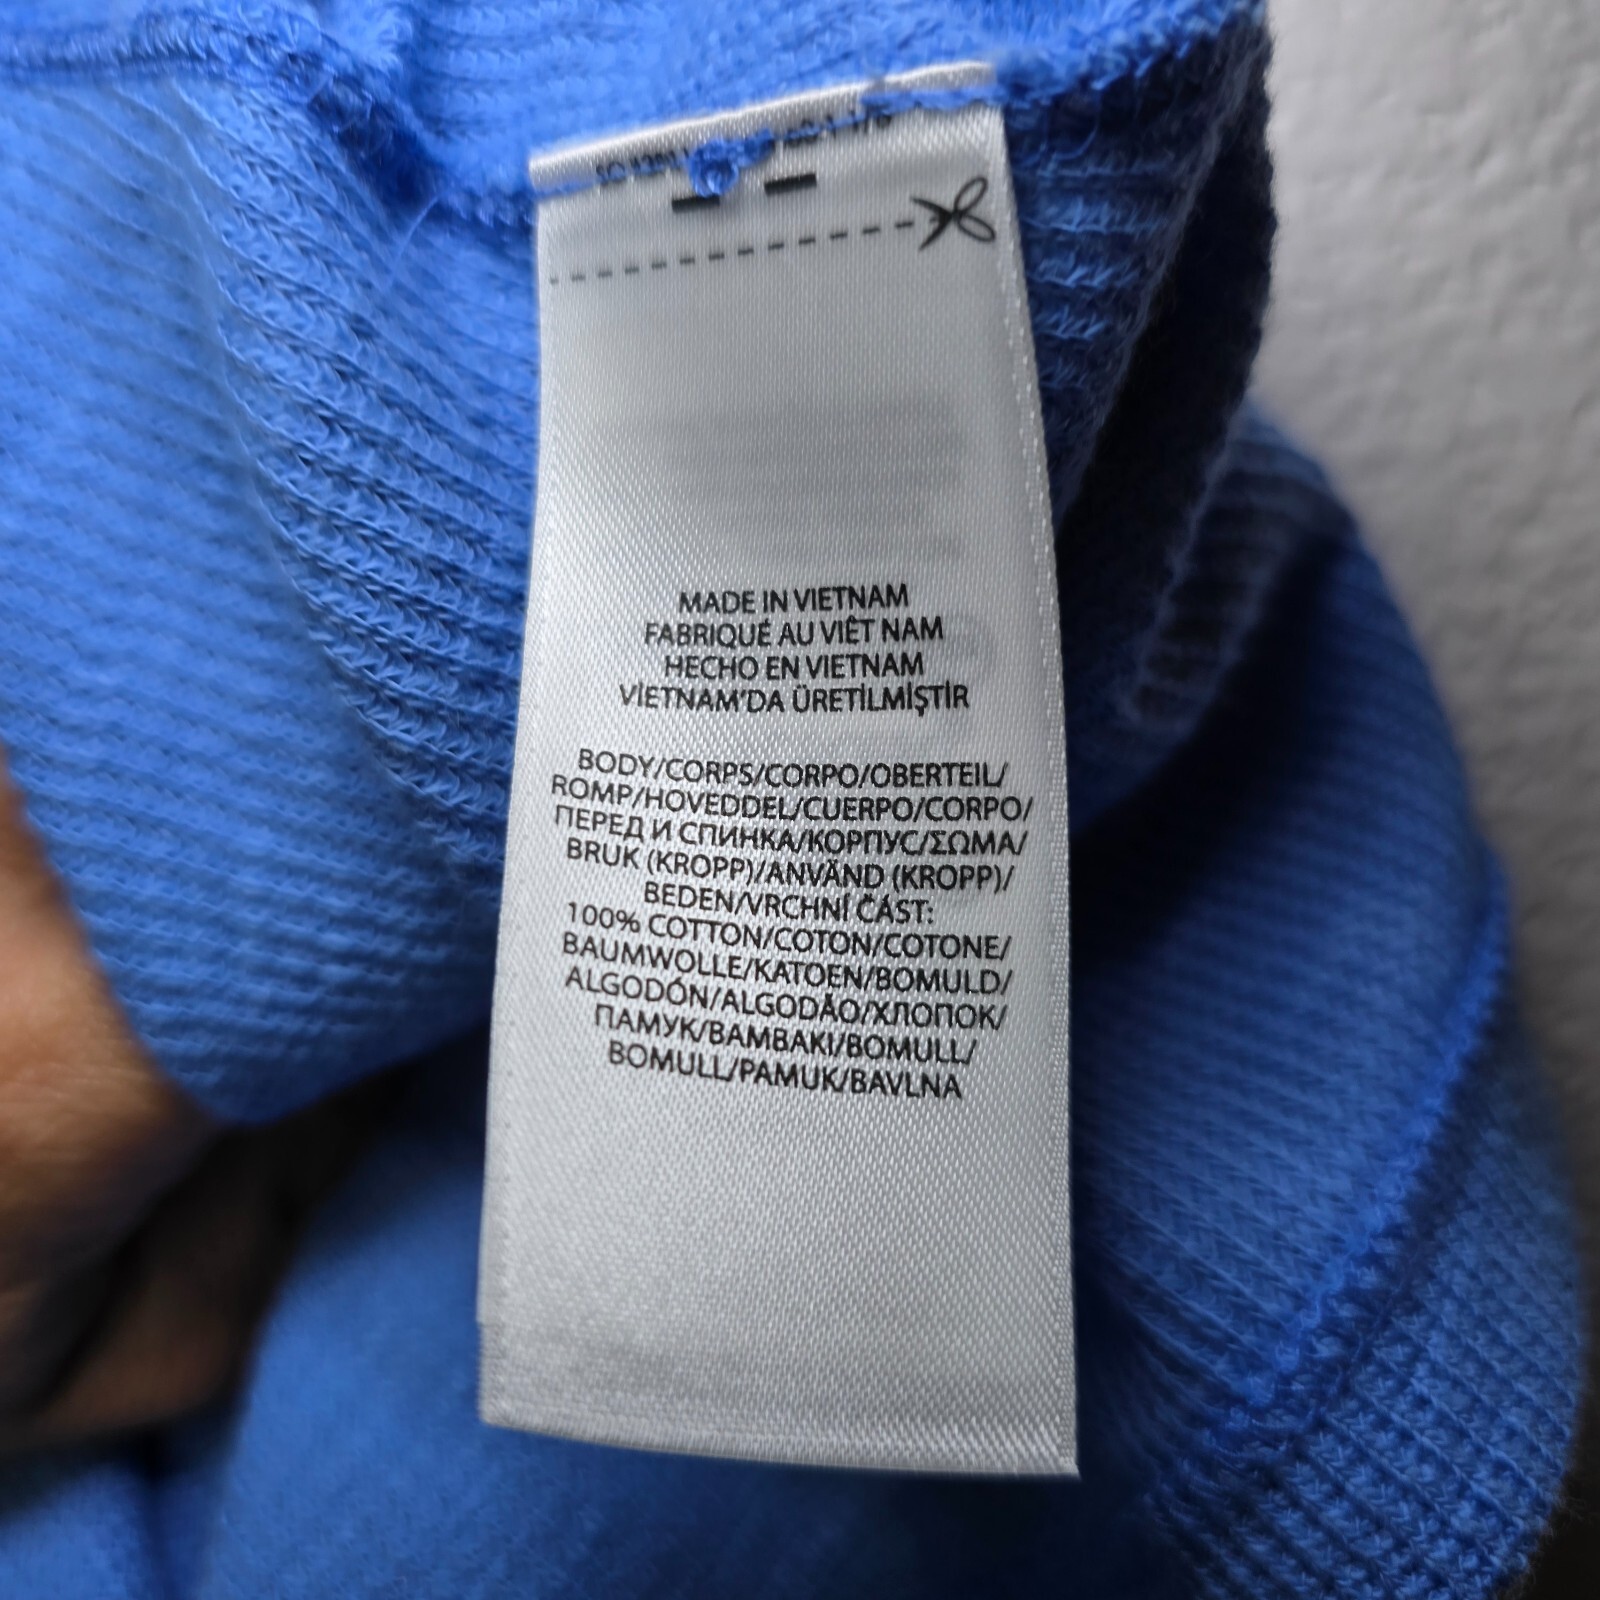 MADE IN VIETNAM
FABRIQUÉ AU VIÊT NAM
HECHO EN VIETNAM
VİETNAM'DA ÜRETİLMİŞTİR
BODY/CORPS/CORPO/OBERTEIL/
ROMP/HOVEDDEL/CUERPO/CORPO/
ПЕРЕД И СПИНКА/КОРПУС/ΣΩΜΑ/
BRUK (KROPP)/ANVÄND (KROPP)/
BEDEN/VRCHNÍ ČÁST:
100% COTTON/COTON/COTONE/
BAUMWOLLE/KATOEN/BOMULD/
ALGODÓN/ALGODÃO/ХЛОПОК/
ПАМУК/ΒΑΜΒΑΚΙ/BOMULL/
BOMULL/PAMUK/BAVLNA